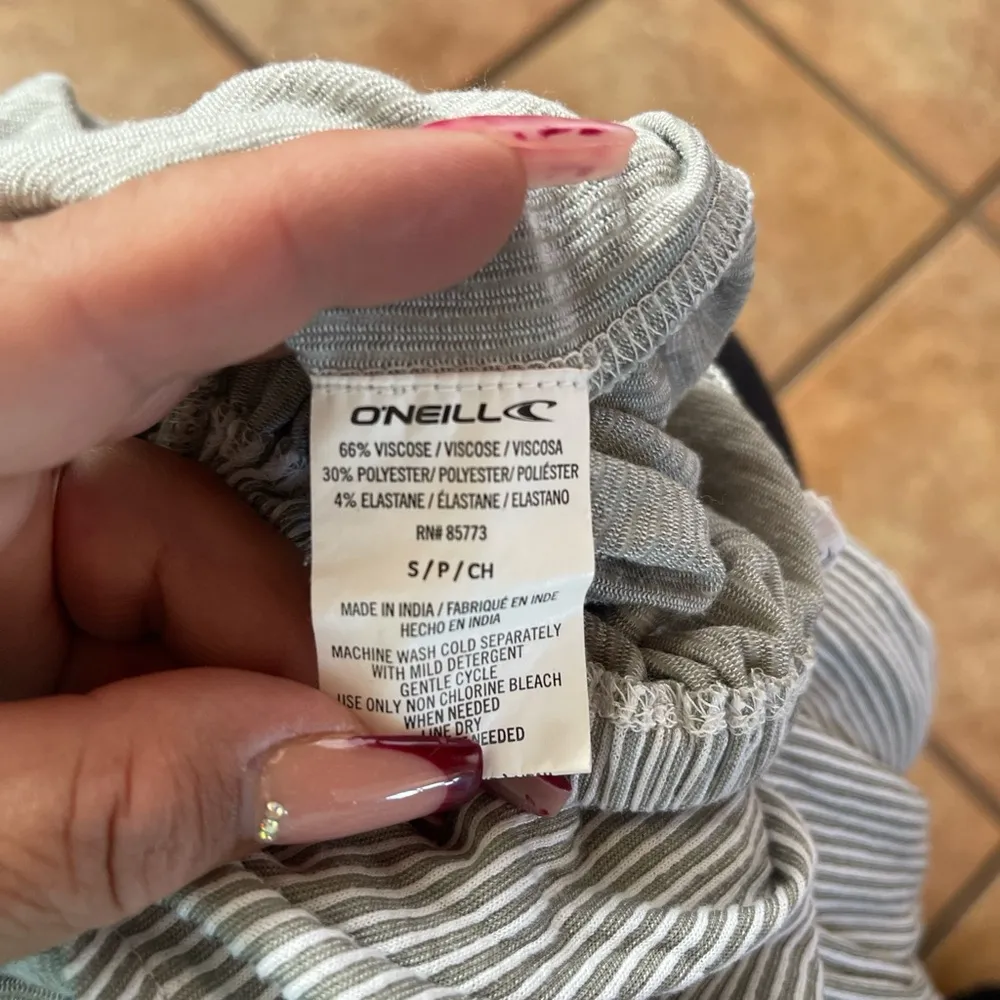 O'NEILL
66% VISCOSE / VISCOSE / VISCOSA
30% POLYESTER/ POLYESTER/ POLIÉSTER
4% ELASTANE / ÉLASTANE / ELASTANO
RN# 85773
S / P / CH
MADE IN INDIA / FABRIQUÉ EN INDE
HECHO EN INDIA
MACHINE WASH COLD SEPARATELY
WITH MILD DETERGENT
GENTLE CYCLE
USE ONLY NON CHLORINE BLEACH
WHEN NEEDED
LINE DRY
NEEDED